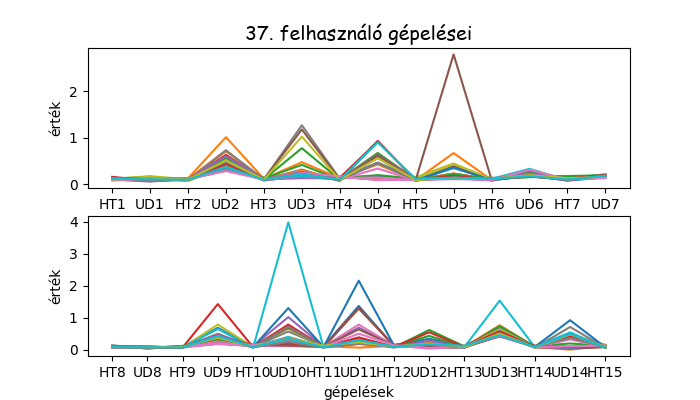 37. felhasználó gépelései
érték
2
1
0
HT1 UD1 HT2 UD2 HT3 UD3 HT4 UD4 HT5 UD5 HT6 UD6 HT7 UD7
érték
4
3
2
1
0
HT8 UD8 HT9 UD9 HT10 UD10 HT11 UD11 HT12 UD12 HT13 UD13 HT14 UD14 HT15
gépelések